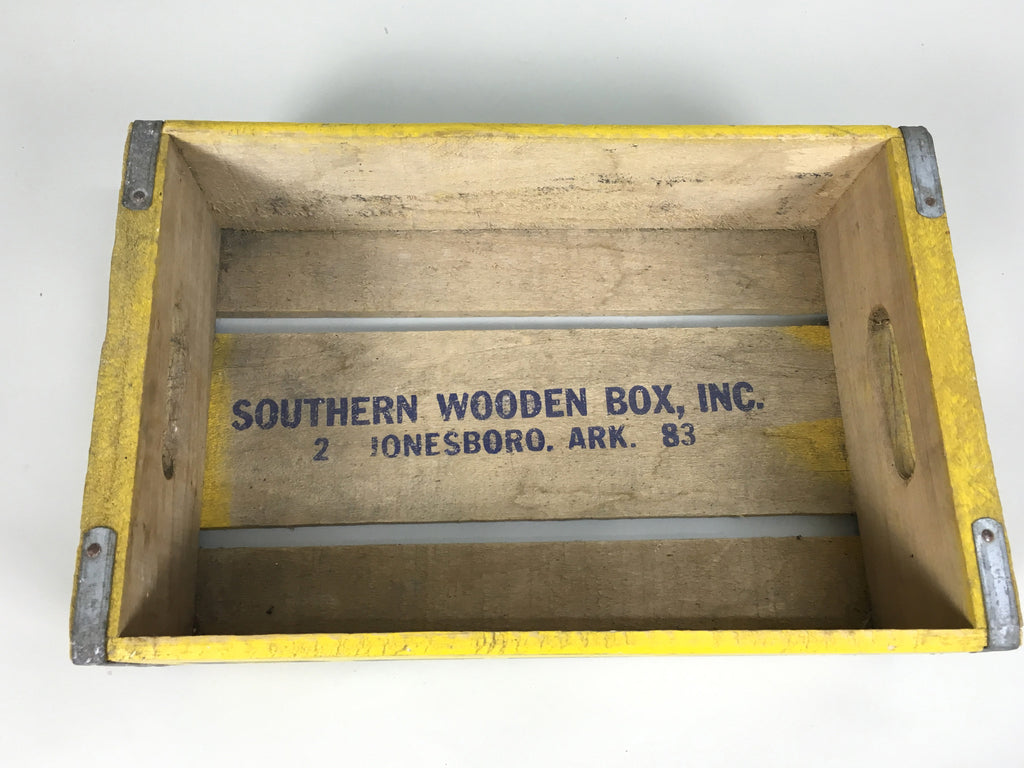 SOUTHERN WOODEN BOX, INC.
2 JONESBORO. ARK. 83